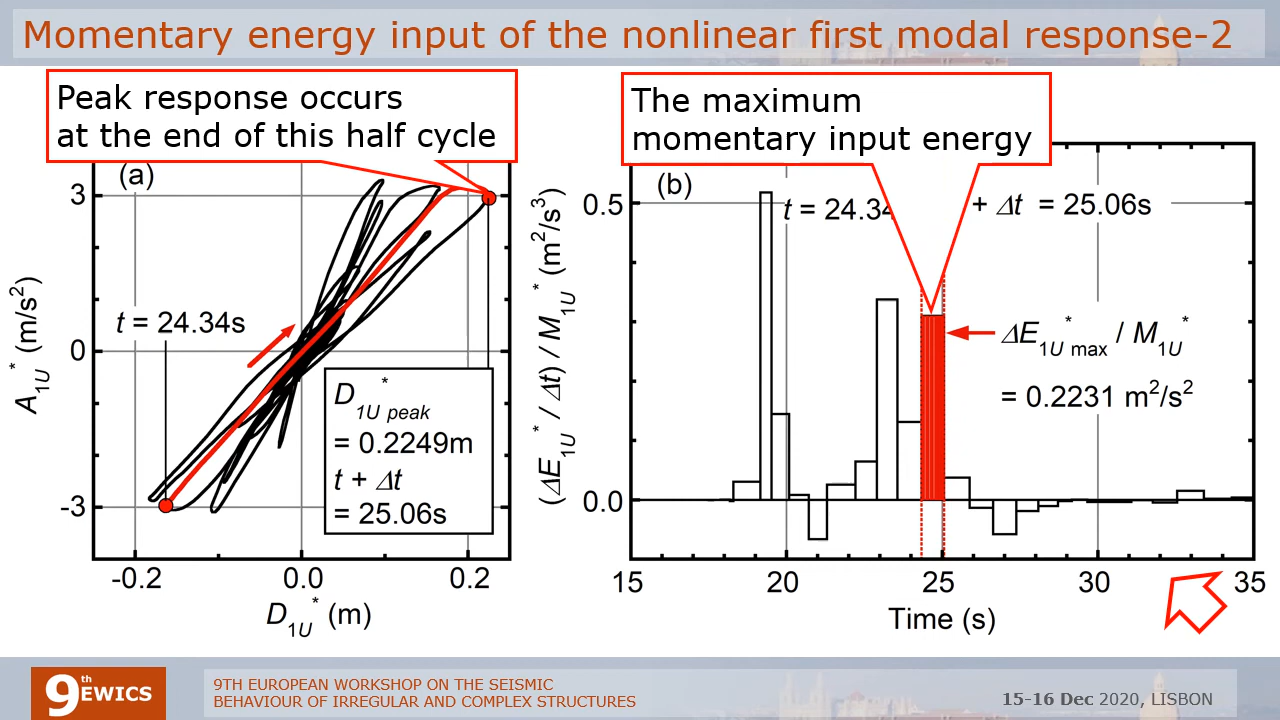 Momentary energy input of the nonlinear first modal response-2
Peak response occurs
at the end of this half cycle
The maximum
momentary input energy
(a)
3
0
-3
A1U* (m/s2)
t = 24.34s
D1U peak*
= 0.2249m
t + Δt
= 25.06s
-0.2
0.0
0.2
D1U* (m)
(b)
0.5
0.0
(ΔE1U* / Δt) / M1U* (m2/s3)
t = 24.34
+ Δt = 25.06s
ΔE1U max* / M1U*
= 0.2231 m2/s2
15
20
25
30
35
Time (s)
9th EWICS
9TH EUROPEAN WORKSHOP ON THE SEISMIC
BEHAVIOUR OF IRREGULAR AND COMPLEX STRUCTURES
15-16 Dec 2020, LISBON